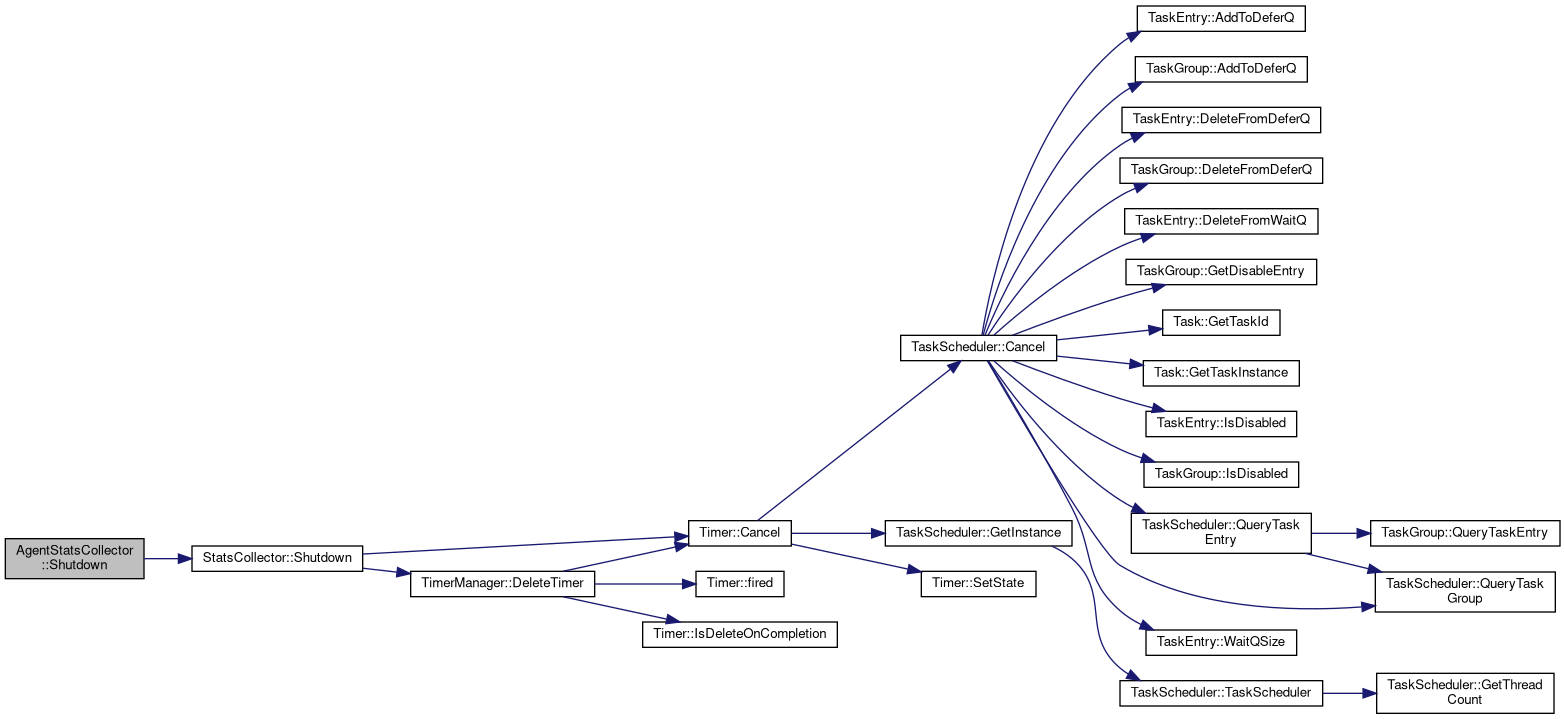 TaskEntry::AddToDeferQ
TaskGroup::AddToDeferQ
TaskEntry::DeleteFromDeferQ
TaskGroup::DeleteFromDeferQ
TaskEntry::DeleteFromWaitQ
TaskGroup::GetDisableEntry
Task::GetTaskId
TaskScheduler::Cancel
Task::GetTaskInstance
TaskEntry::IsDisabled
TaskGroup::IsDisabled
TaskScheduler::QueryTask
Entry
TaskGroup::QueryTaskEntry
Timer::Cancel
TaskScheduler::GetInstance
AgentStatsCollector
::Shutdown
StatsCollector::Shutdown
TimerManager::DeleteTimer
Timer::fired
Timer::SetState
TaskScheduler::QueryTask
Group
Timer::IsDeleteOnCompletion
TaskEntry::WaitQSize
TaskScheduler::TaskScheduler
TaskScheduler::GetThread
Count